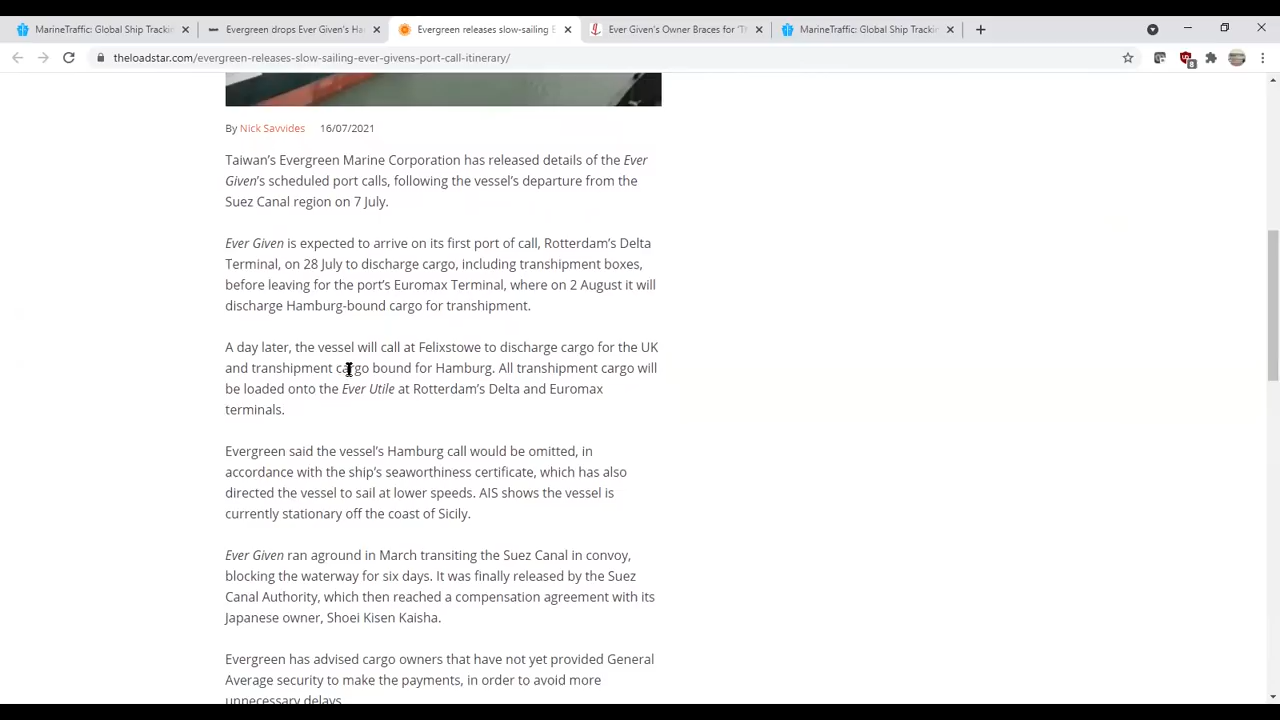 MarineTraffic: Global Ship Trackin
Evergreen drops Ever Given's Ha
Evergreen releases slow-sailing E
Ever Given's Owner Braces for 'Th
MarineTraffic: Global Ship Trackin
theloadstar.com/evergreen-releases-slow-sailing-ever-givens-port-call-itinerary/
8
By Nick Savvides 16/07/2021
Taiwan's Evergreen Marine Corporation has released details of the Ever
Given's scheduled port calls, following the vessel's departure from the
Suez Canal region on 7 July.
Ever Given is expected to arrive on its first port of call, Rotterdam's Delta
Terminal, on 28 July to discharge cargo, including transhipment boxes,
before leaving for the port's Euromax Terminal, where on 2 August it will
discharge Hamburg-bound cargo for transhipment.
A day later, the vessel will call at Felixstowe to discharge cargo for the UK
and transhipment cargo bound for Hamburg. All transhipment cargo will
be loaded onto the Ever Utile at Rotterdam's Delta and Euromax
terminals.
Evergreen said the vessel's Hamburg call would be omitted, in
accordance with the ship's seaworthiness certificate, which has also
directed the vessel to sail at lower speeds. AIS shows the vessel is
currently stationary off the coast of Sicily.
Ever Given ran aground in March transiting the Suez Canal in convoy,
blocking the waterway for six days. It was finally released by the Suez
Canal Authority, which then reached a compensation agreement with its
Japanese owner, Shoei Kisen Kaisha.
Evergreen has advised cargo owners that have not yet provided General
Average security to make the payments, in order to avoid more
unnecessary delays.